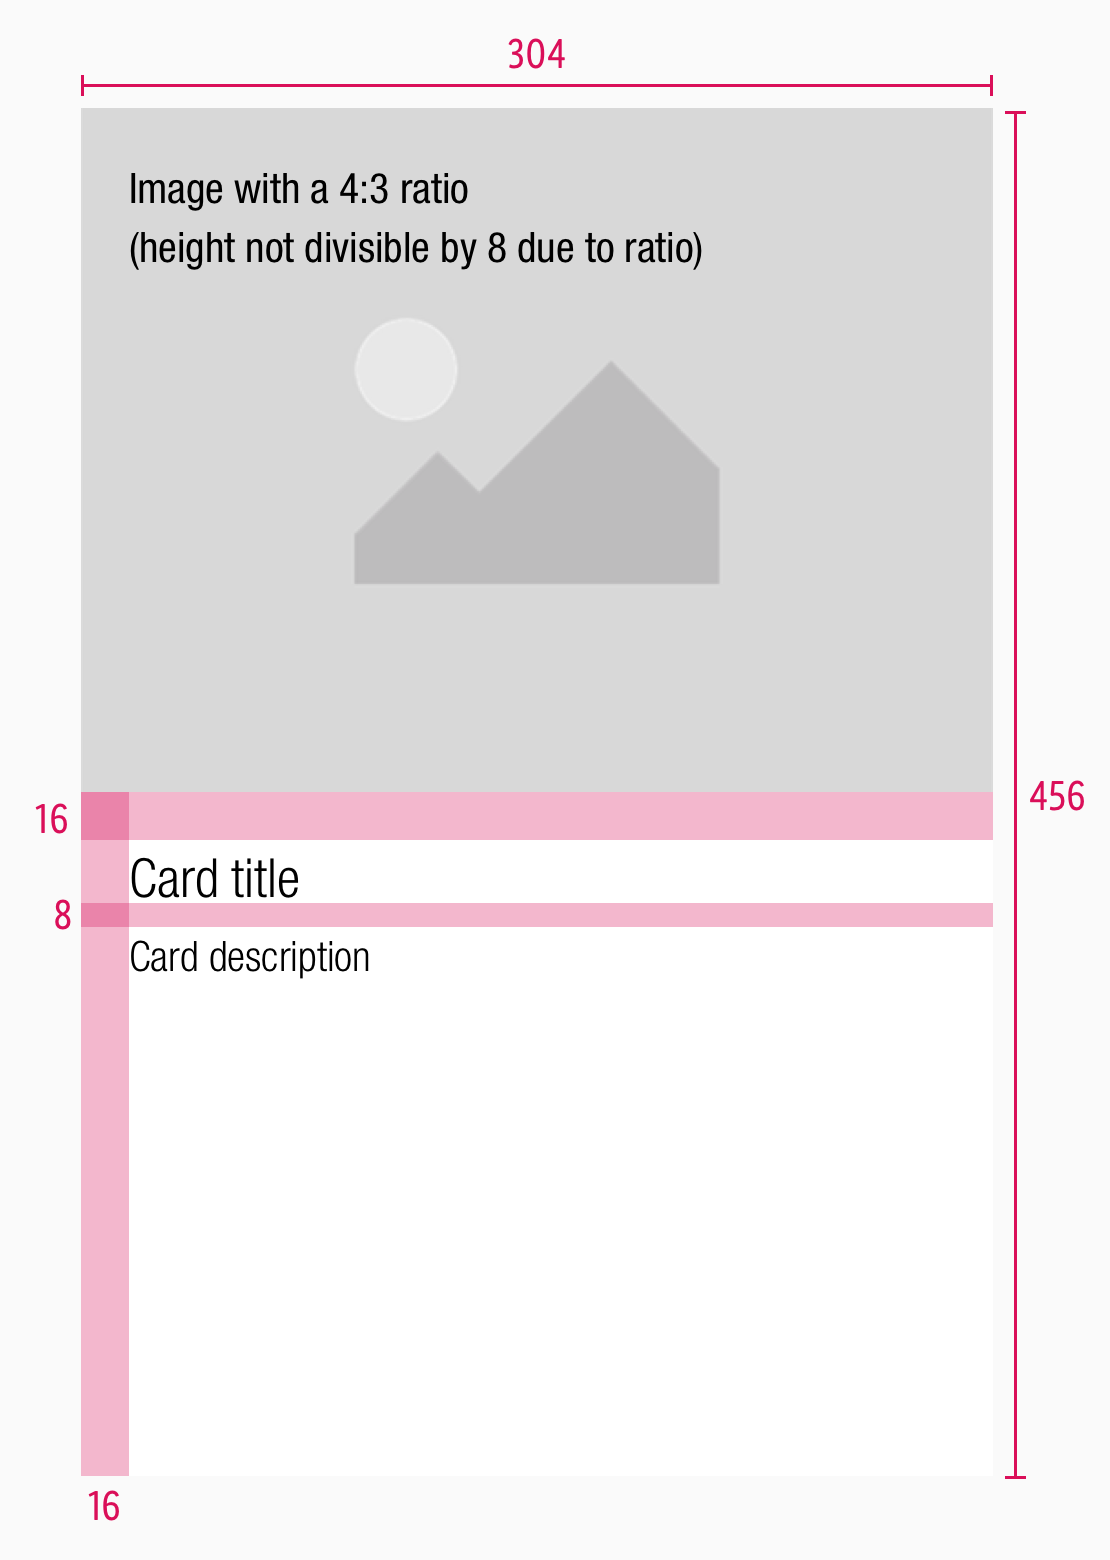 304
Image with a 4:3 ratio
(height not divisible by 8 due to ratio)
456
16
Card title
8
Card description
16